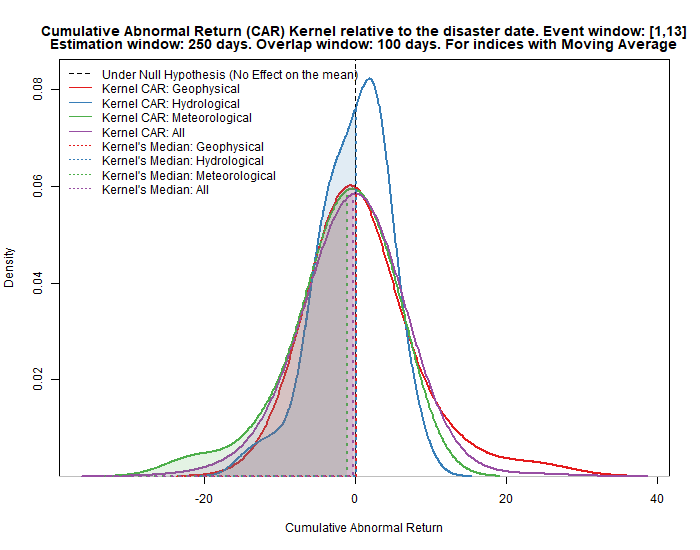 Cumulative Abnormal Return (CAR) Kernel relative to the disaster date. Event window: [1,13]
Estimation window: 250 days. Overlap window: 100 days. For indices with Moving Average
Under Null Hypothesis (No Effect on the mean)
Kernel CAR: Geophysical
Kernel CAR: Hydrological
Kernel CAR: Meteorological
Kernel CAR: All
Kernel's Median: Geophysical
Kernel's Median: Hydrological
Kernel's Median: Meteorological
Kernel's Median: All
Density
0.08
0.06
0.04
0.02
-20
0
20
40
Cumulative Abnormal Return